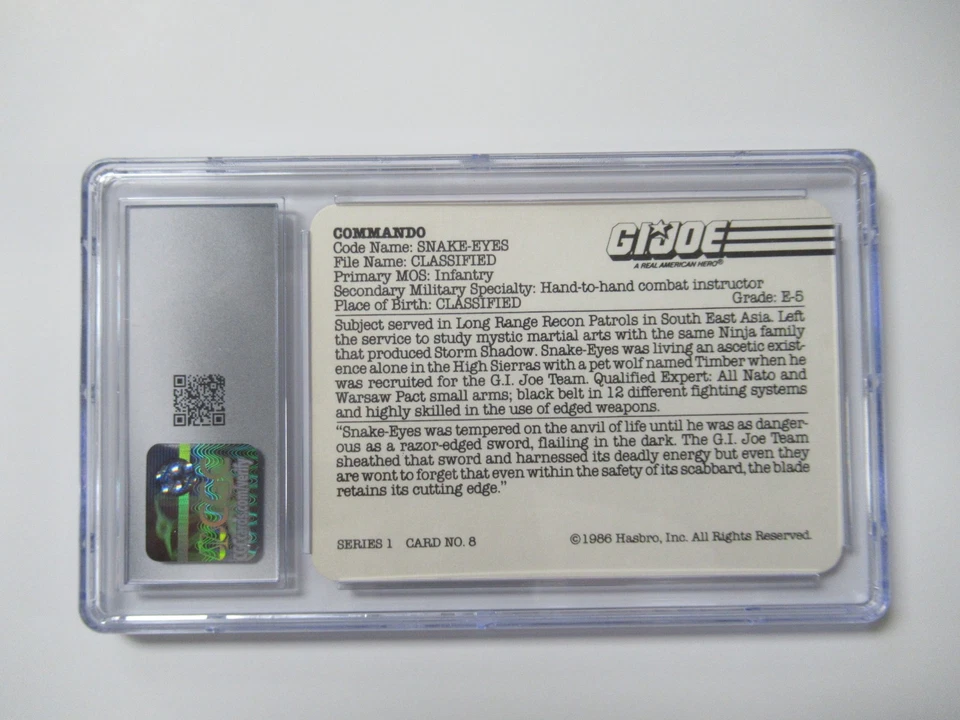 COMMANDO
Code Name: SNAKE-EYES
File Name: CLASSIFIED
Primary MOS: Infantry
Secondary Military Specialty: Hand-to-hand combat instructor
Place of Birth: CLASSIFIED Grade: E-5
GI JOE
A REAL AMERICAN HERO®
Subject served in Long Range Recon Patrols in South East Asia. Left
the service to study mystic martial arts with the same Ninja family
that produced Storm Shadow. Snake-Eyes was living an ascetic exist-
ence alone in the High Sierras with a pet wolf named Timber when he
was recruited for the G.I. Joe Team. Qualified Expert: All Nato and
Warsaw Pact small arms; black belt in 12 different fighting systems
and highly skilled in the use of edged weapons.
“Snake-Eyes was tempered on the anvil of life until he was as danger-
ous as a razor-edged sword, flailing in the dark. The G.I. Joe Team
sheathed that sword and harnessed its deadly energy but even they
are wont to forget that even within the safety of its scabbard, the blade
retains its cutting edge.”
SERIES 1 CARD NO. 8 ©1986 Hasbro, Inc. All Rights Reserved.